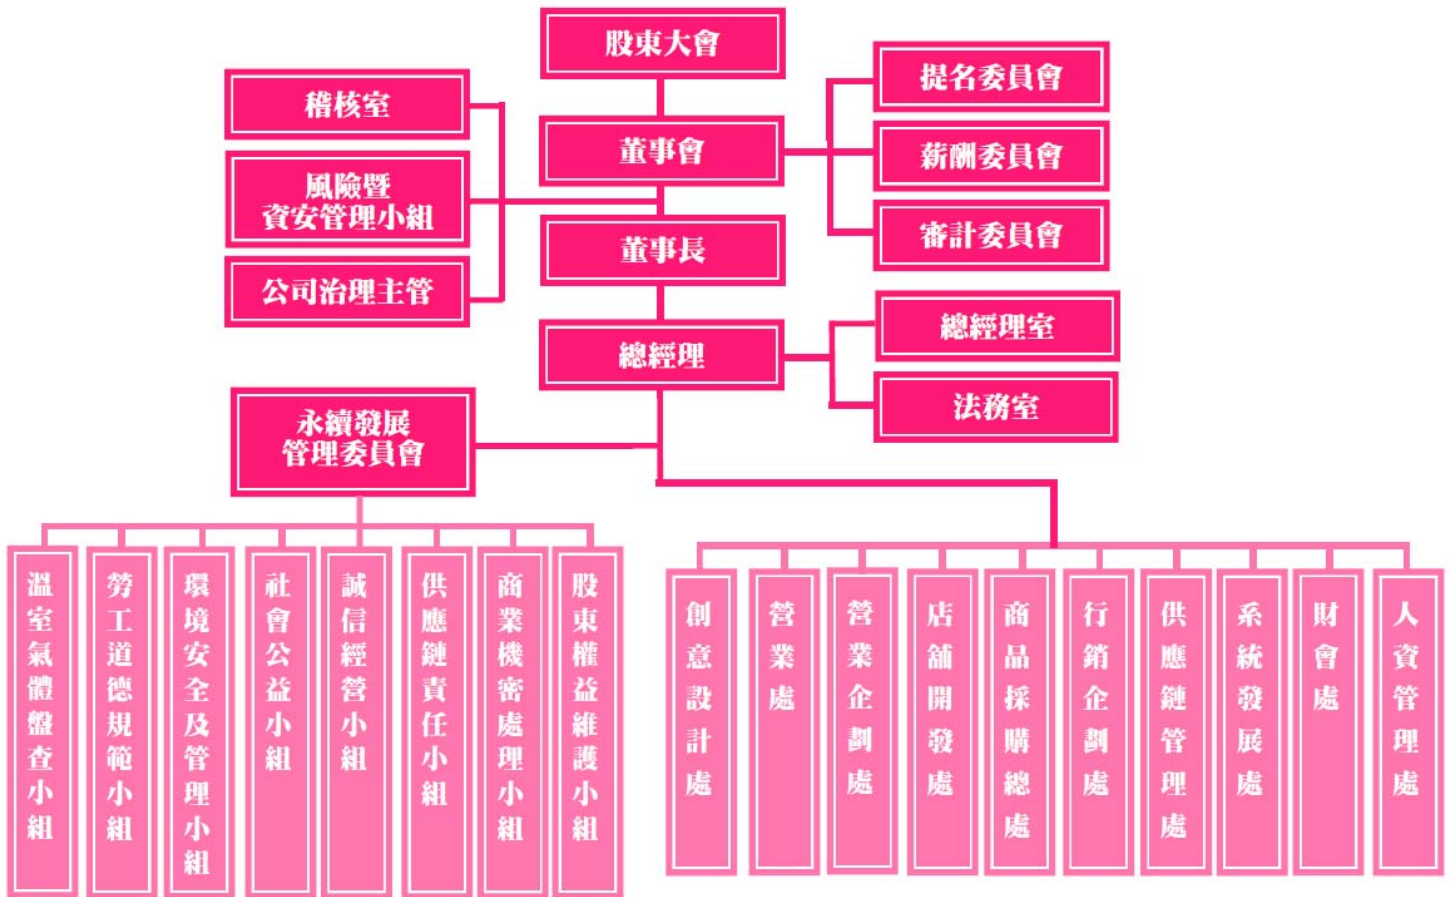 股東大會
提名委員會
稽核室
董事會
薪酬委員會
風險暨
資安管理小組
審計委員會
董事長
公司治理主管
總經理室
總經理
法務室
永續發展
管理委員會
溫室氣體盤查小組
勞工道德規範小組
環境安全及管理小組
社會公益小組
誠信經營小組
供應鏈責任小組
商業機密處理小組
股東權益維護小組
創意設計處
營業處
營業企劃處
店舖開發處
商品採購總處
行銷企劃處
供應鏈管理處
系統發展處
財會處
人資管理處